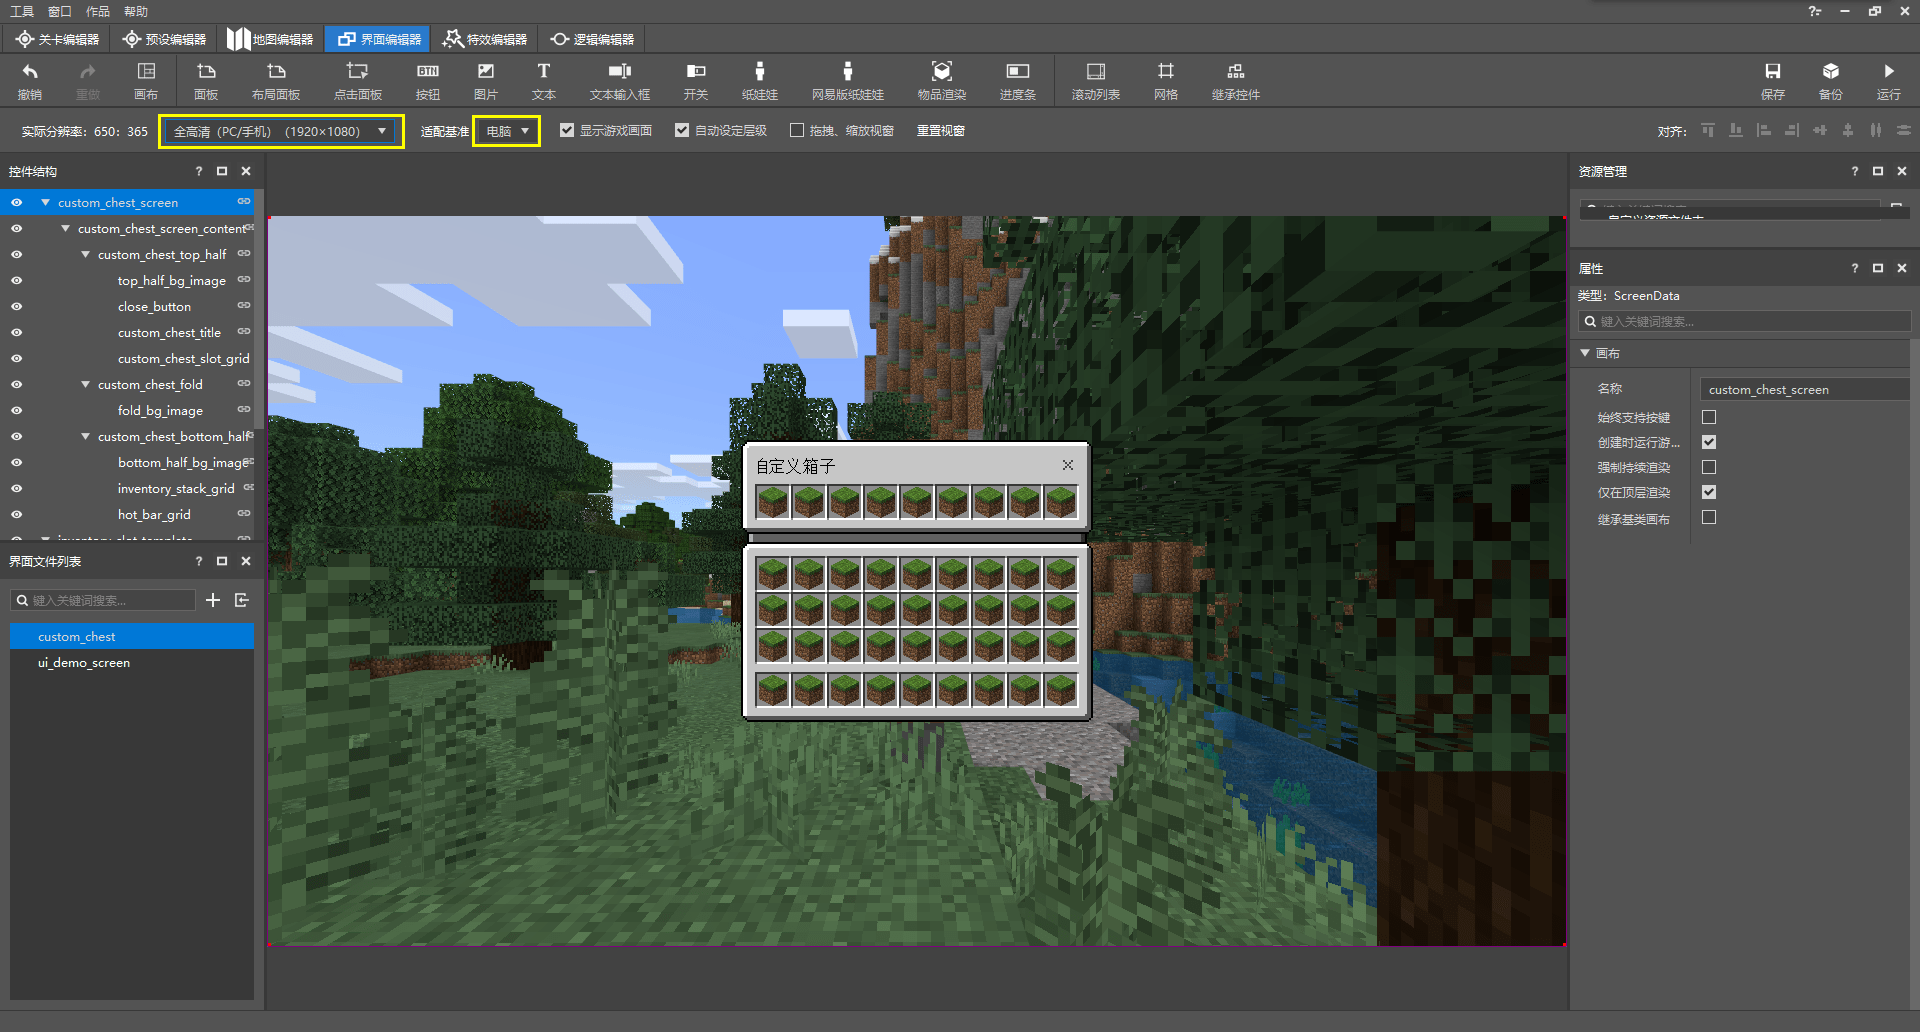 工具 窗口 作品 帮助
关卡编辑器 预设编辑器 地图编辑器 界面编辑器 特效编辑器 逻辑编辑器
撤销 重做 画布 面板 布局面板 点击面板 按钮 图片 文本 文本输入框 开关 纸娃娃 网易版纸娃娃 物品渲染 进度条 滚动列表 网格 继承控件 保存 备份 运行
实际分辨率: 650: 365 全高清 (PC/手机) (1920×1080) 适配基准 电脑 显示游戏画面 自动设定层级 拖拽、缩放视窗 重置视窗 对齐:
控件结构
custom_chest_screen
custom_chest_screen_content
custom_chest_top_half
top_half_bg_image
close_button
custom_chest_title
custom_chest_slot_grid
custom_chest_fold
fold_bg_image
custom_chest_bottom_half
bottom_half_bg_image
inventory_stack_grid
hot_bar_grid
界面文件列表
键入关键词搜索...
custom_chest
ui_demo_screen
自定义箱子
资源管理
属性
类型: ScreenData
键入关键词搜索...
画布
名称 custom_chest_screen
始终支持按键
创建时运行游...
强制持续渲染
仅在顶层渲染
继承基类画布